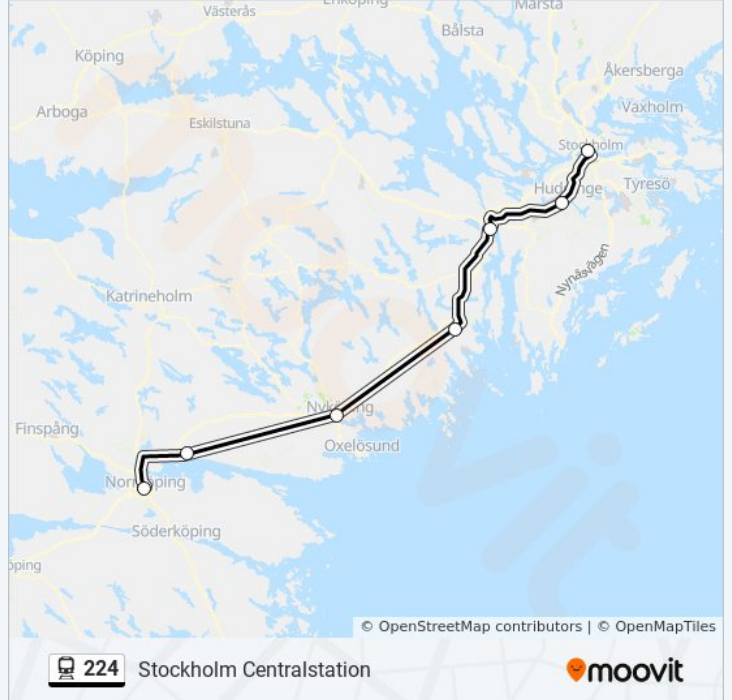 Västerås
Enköping
Märsta
Bålsta
Köping
Åkersberga
Vaxholm
Arboga
Eskilstuna
Stockholm
Huddinge
Tyresö
Nynäsvägen
Katrineholm
Nyköping
Finspång
Oxelösund
Norrköping
Söderköping
öping
© OpenStreetMap contributors | © OpenMapTiles
224 Stockholm Centralstation
moovit